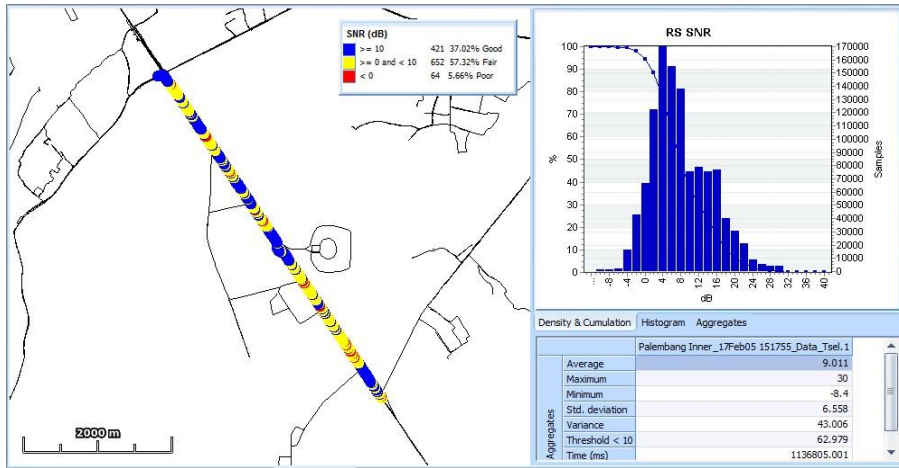 SNR (dB)
>= 10 421 37.02% Good
>= 0 and < 10 652 57.32% Fair
< 0 64 5.66% Poor
2000 m
RS SNR
100 170000
90 160000
150000
80 140000
130000
70 120000
60 110000
100000
50 90000
80000
40 70000
60000
30 50000
20 40000
30000
10 20000
10000
0 0
%
Samples
... -8 -4 0 4 8 12 16 20 24 28 32 36 40
dB
Density & Cumulation Histogram Aggregates
Palembang Inner_17Feb05 151755_Data_Tsel.1
Aggregates
Average 9.011
Maximum 30
Minimum -8.4
Std. deviation 6.558
Variance 43.006
Threshold < 10 62.979
Time (ms) 1136805.001